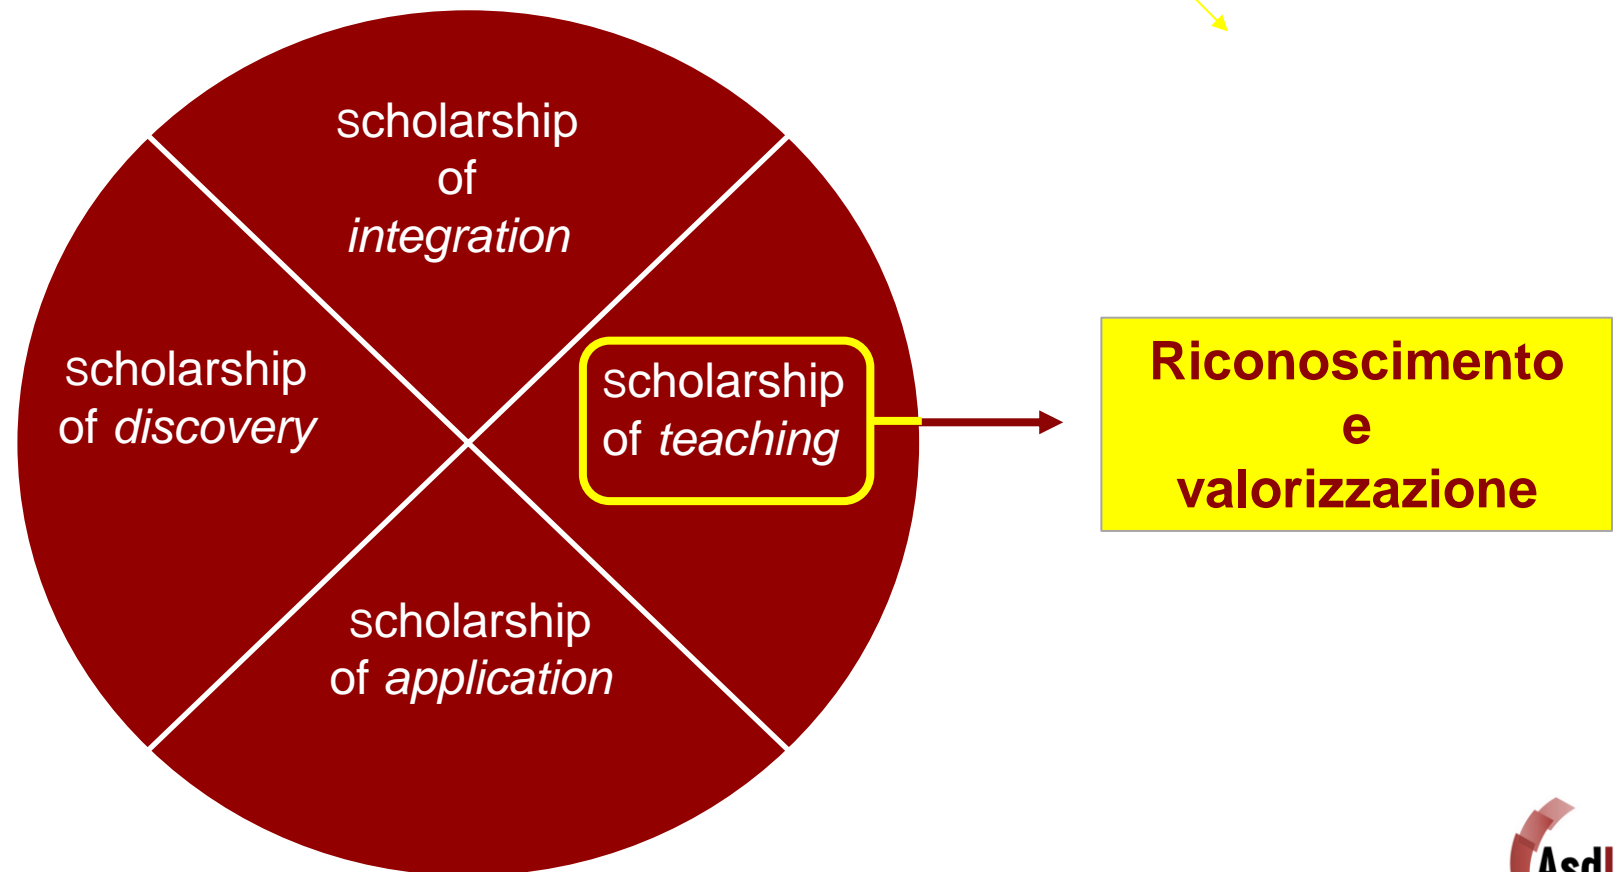 scholarship
of
integration
scholarship
of discovery
scholarship
of teaching
scholarship
of application
Riconoscimento
e
valorizzazione